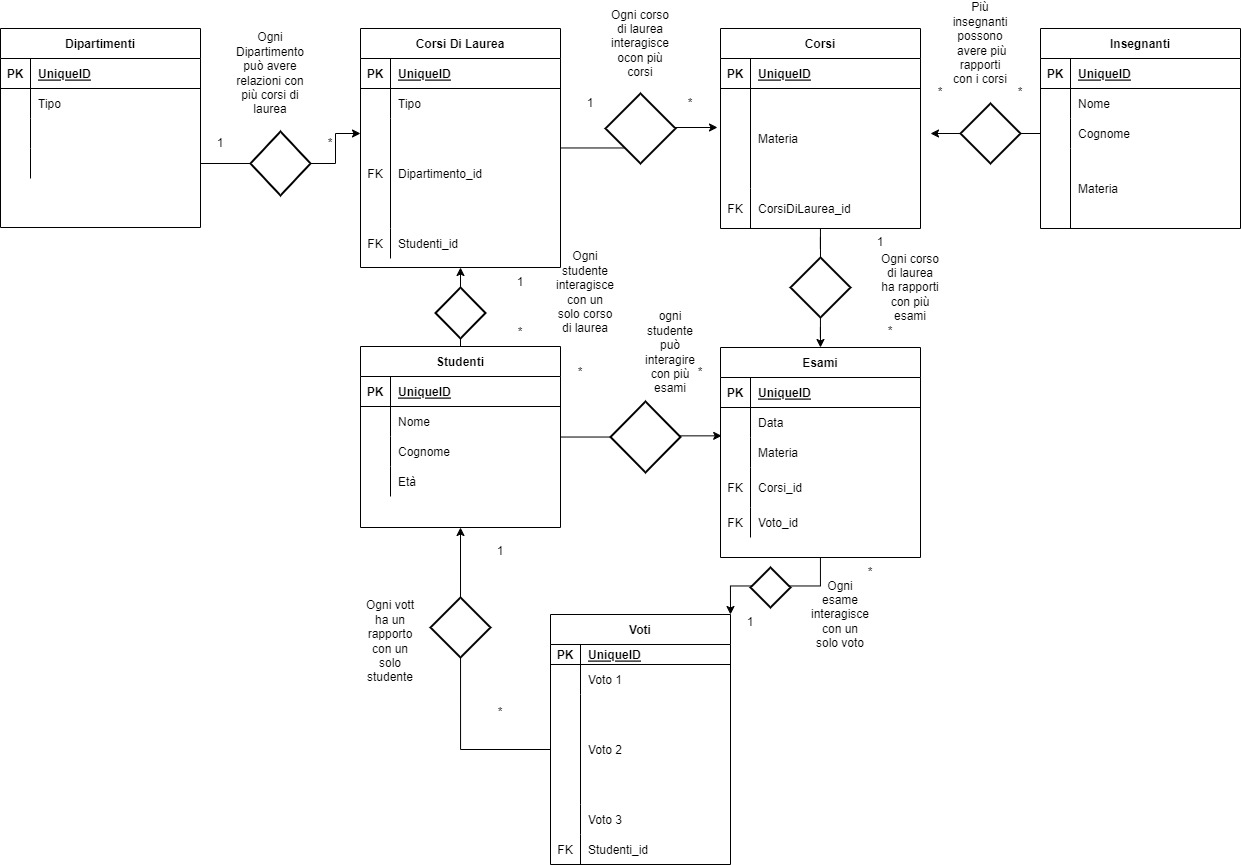 Dipartimenti
PK UniqueID
Tipo
Ogni
Dipartimento
può avere
relazioni con
più corsi di
laurea
1
*
Corsi Di Laurea
PK UniqueID
Tipo
FK Dipartimento_id
FK Studenti_id
Ogni corso
di laurea
interagisce
ocon più
corsi
1
*
Corsi
PK UniqueID
Materia
FK CorsiDiLaurea_id
Più
insegnanti
possono
avere più
rapporti
con i corsi
*
*
Insegnanti
PK UniqueID
Nome
Cognome
Materia
1
Ogni
studente
interagisce
con un
solo corso
di laurea
*
1
Ogni corso
di laurea
ha rapporti
con più
esami
*
Studenti
PK UniqueID
Nome
Cognome
Età
*
ogni
studente
può
interagire
con più
esami
*
Esami
PK UniqueID
Data
Materia
FK Corsi_id
FK Voto_id
1
Ogni vott
ha un
rapporto
con un
solo
studente
*
*
Ogni
esame
interagisce
con un
solo voto
1
Voti
PK UniqueID
Voto 1
Voto 2
Voto 3
FK Studenti_id